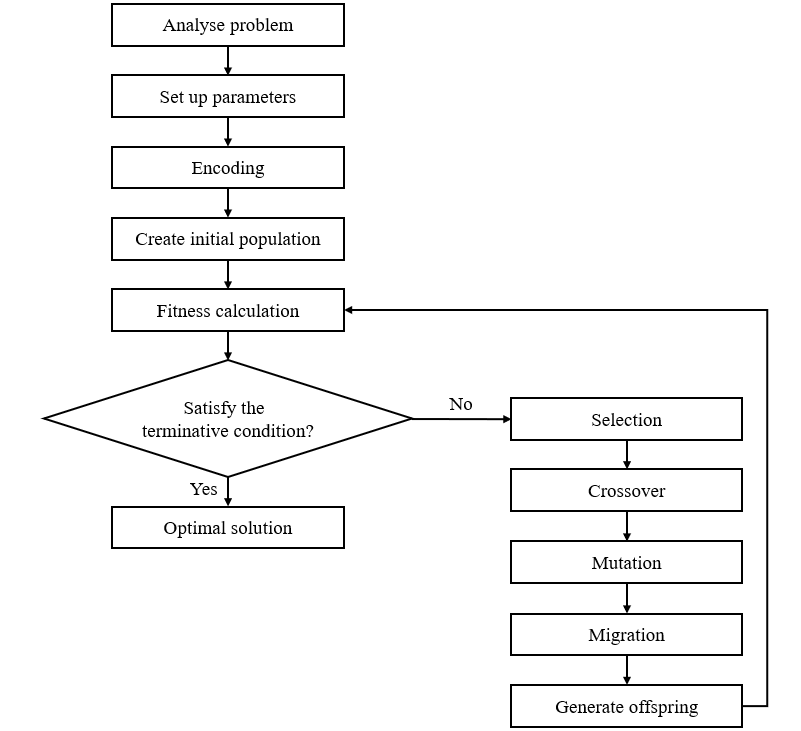 Analyse problem
Set up parameters
Encoding
Create initial population
Fitness calculation
Satisfy the
terminative condition?
No
Yes
Optimal solution
Selection
Crossover
Mutation
Migration
Generate offspring